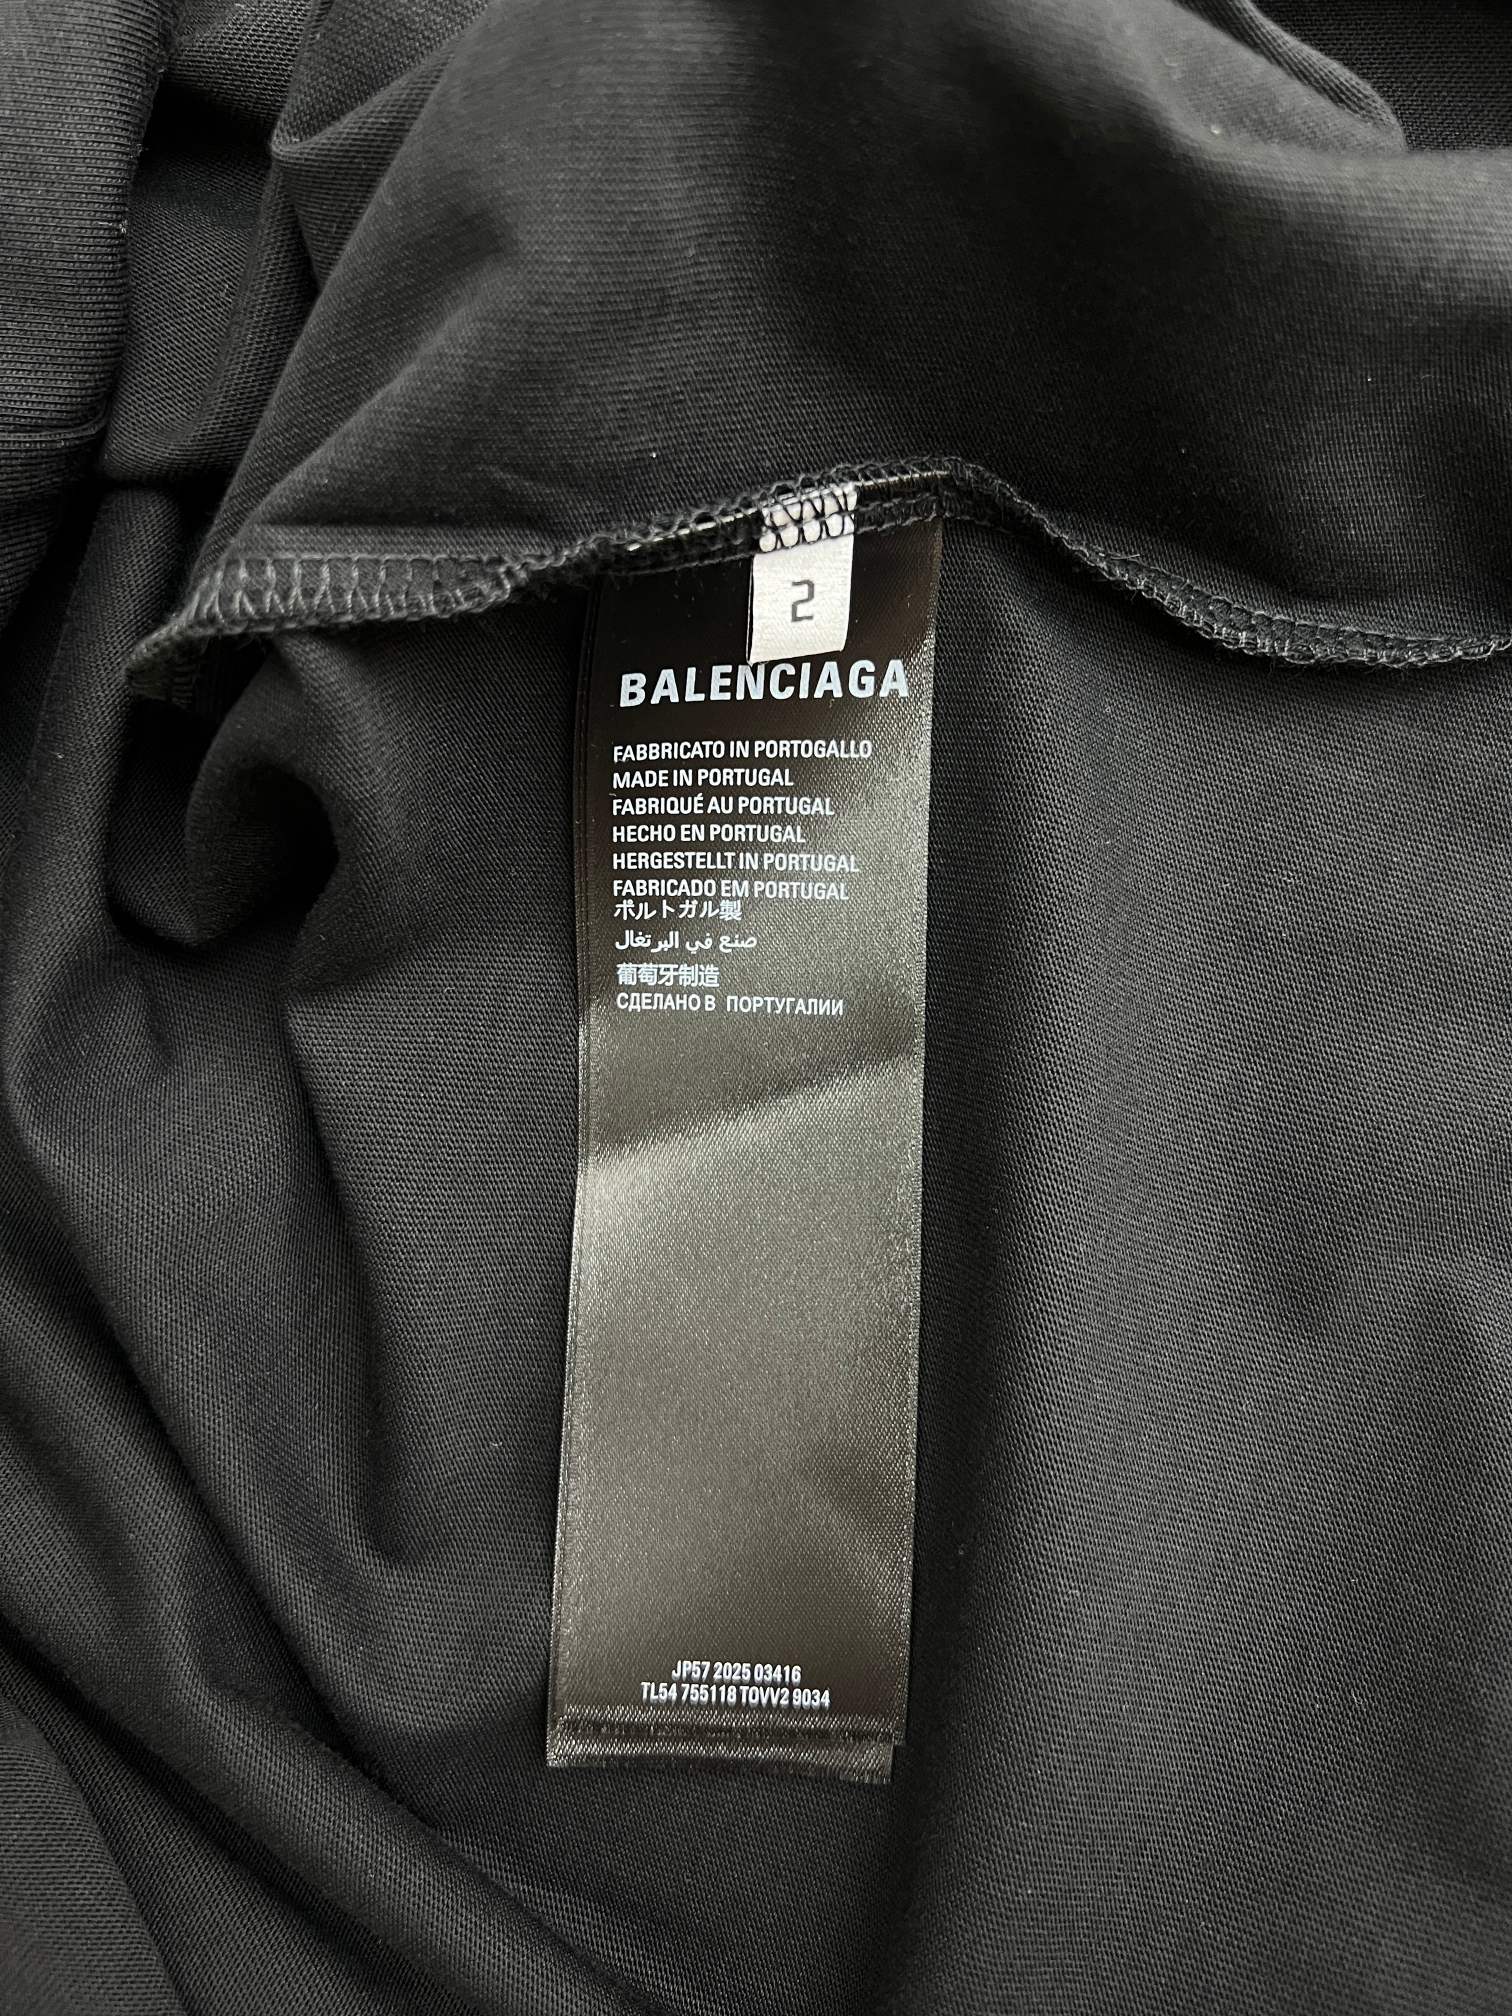 2
BALENCIAGA
FABBRICATO IN PORTOGALLO
MADE IN PORTUGAL
FABRIQUÉ AU PORTUGAL
HECHO EN PORTUGAL
HERGESTELLT IN PORTUGAL
FABRICADO EM PORTUGAL
ポルトガル製
صنع في البرتغال
葡萄牙制造
СДЕЛАНО В ПОРТУГАЛИИ
JP57 2025 03416
TL54 755118 TOVV2 9034